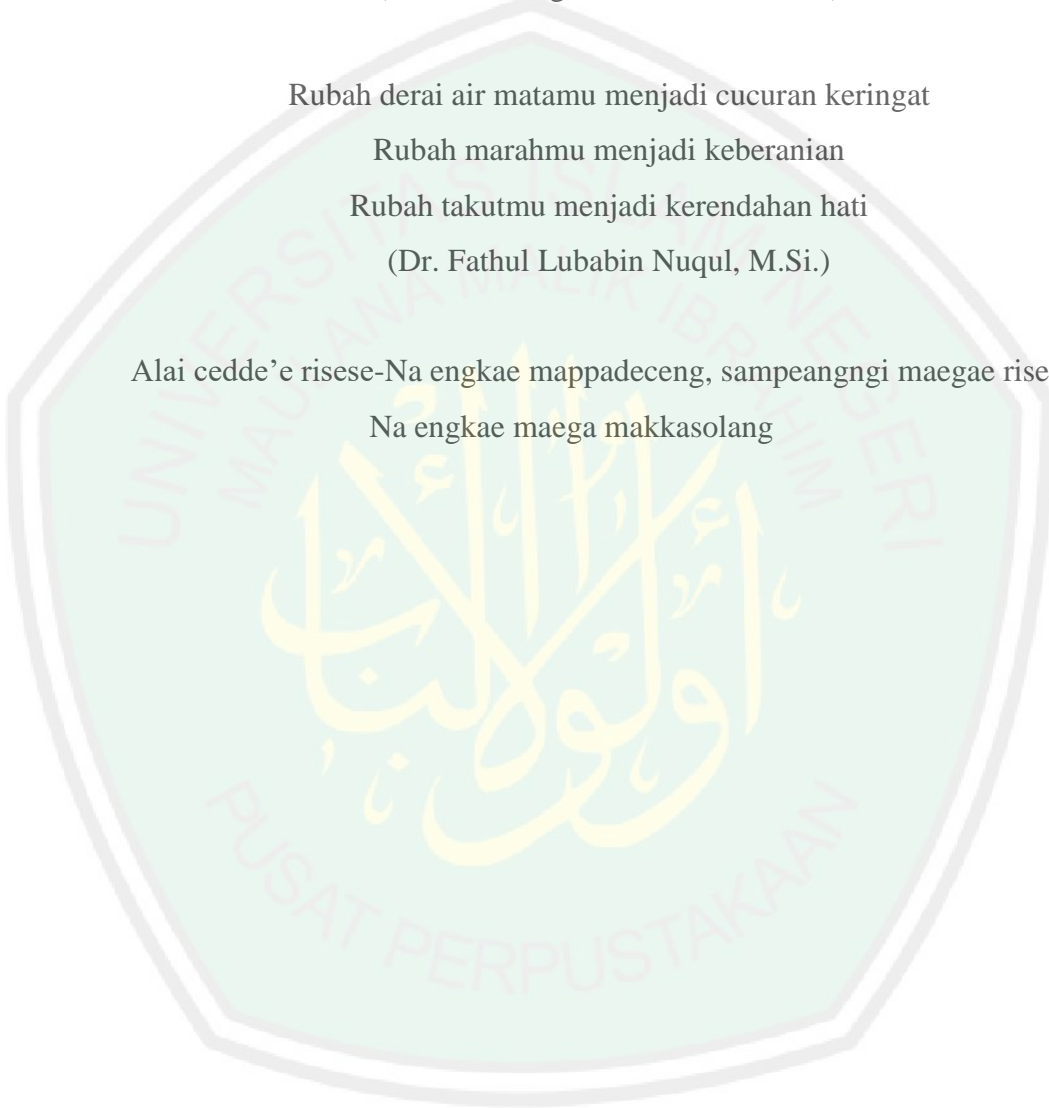 Rubah derai air matamu menjadi cucuran keringat
Rubah marahmu menjadi keberanian
Rubah takutmu menjadi kerendahan hati
(Dr. Fathul Lubabin Nuqul, M.Si.)
Alai cedde’e risese-Na engkae mappadeceng, sampeangngi maegae rise
Na engkae maega makkasolang
UNIVERSITAS ISLAM NEGERI
MAULANA MALIK IBRAHIM
أولو الألباب
PUSAT PERPUSTAKAAN